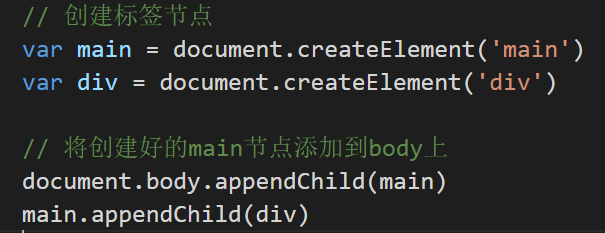 // 创建标签节点
var main = document.createElement('main')
var div = document.createElement('div')
// 将创建好的main节点添加到body上
document.body.appendChild(main)
main.appendChild(div)